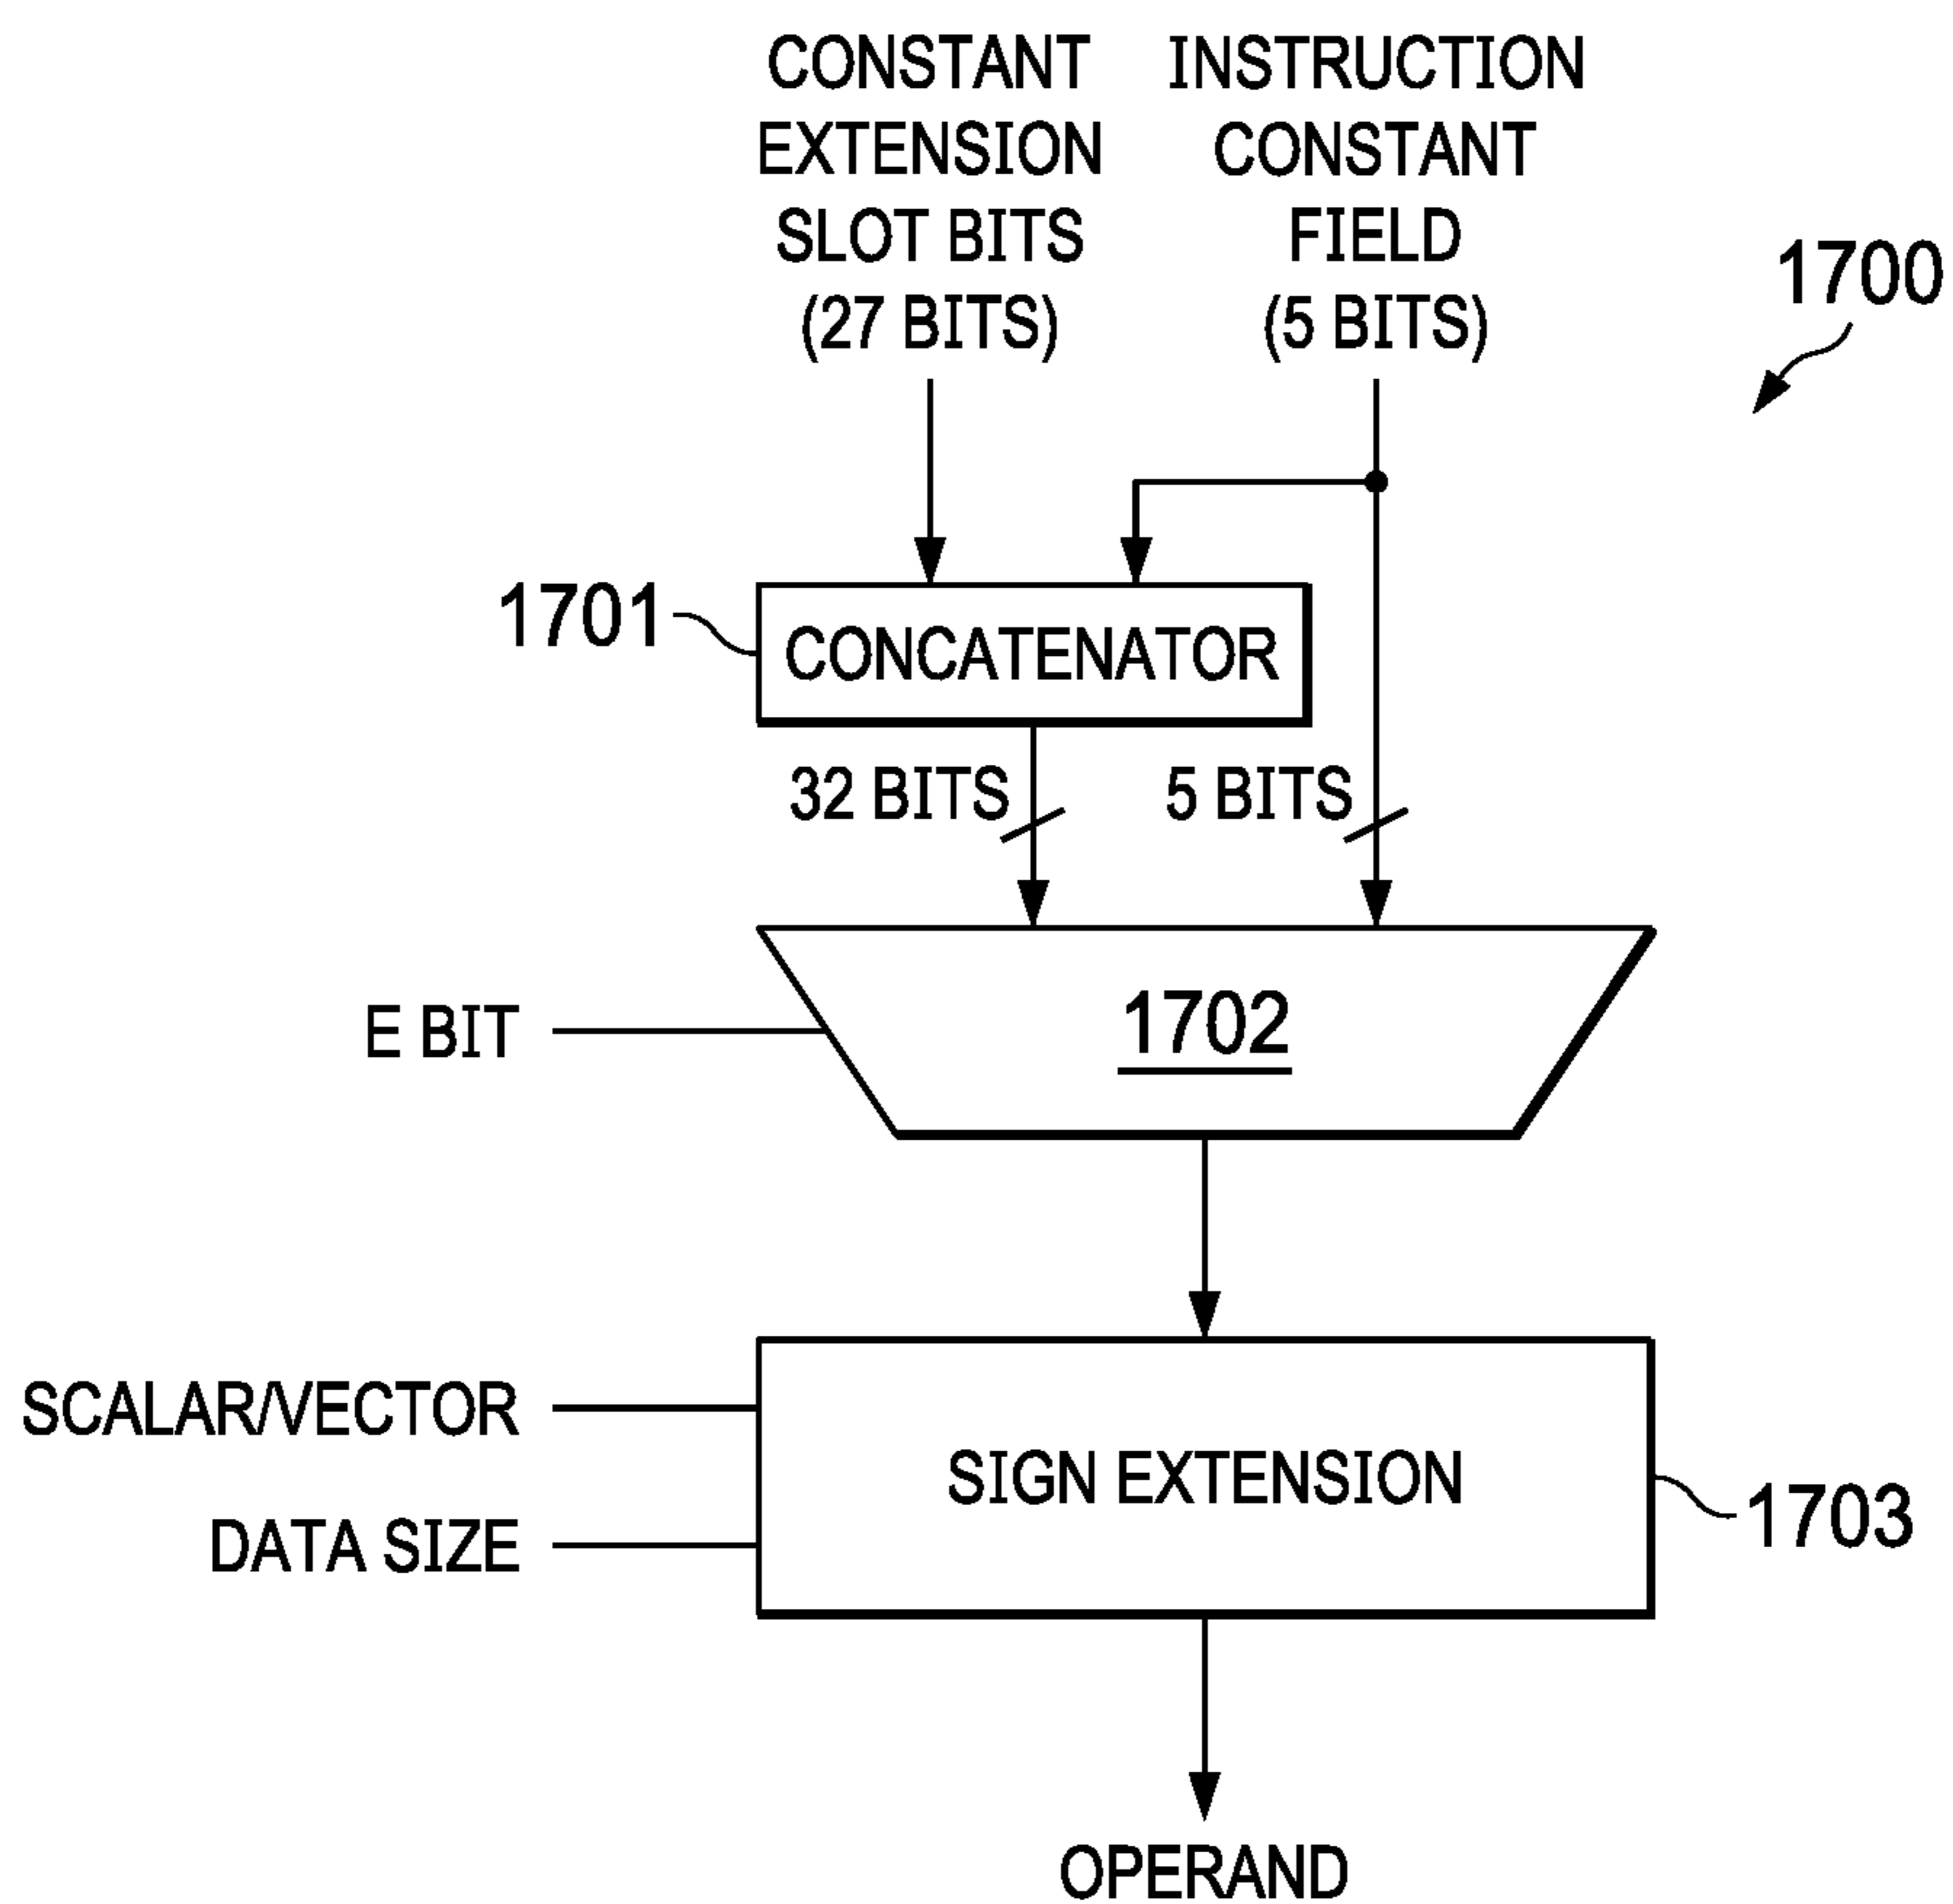 CONSTANT
EXTENSION
SLOT BITS
(27 BITS)
INSTRUCTION
CONSTANT
FIELD
(5 BITS)
1700
1701
CONCATENATOR
32 BITS
5 BITS
E BIT
1702
SCALAR/VECTOR
DATA SIZE
SIGN EXTENSION
1703
OPERAND